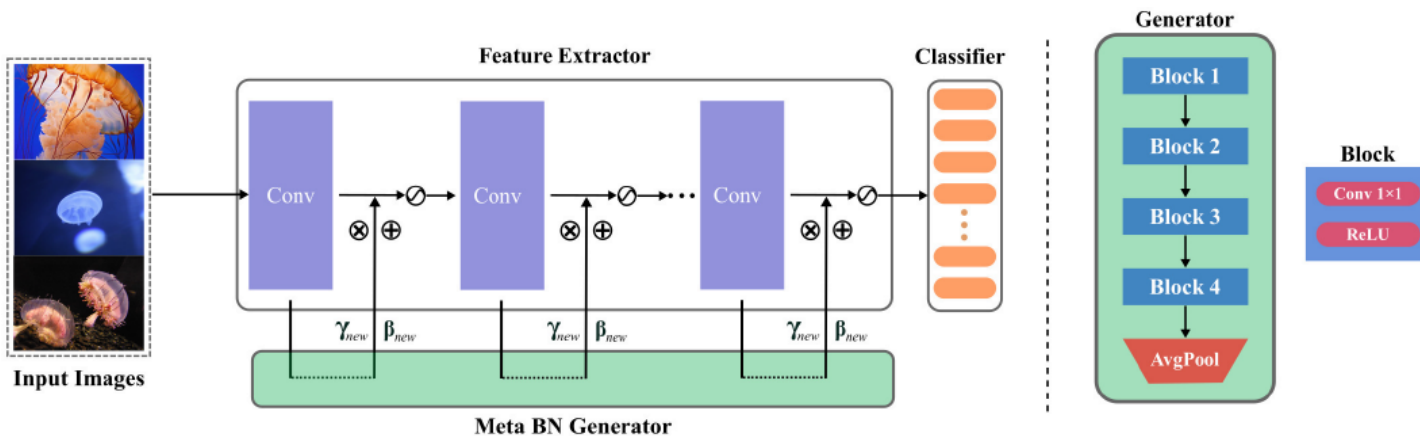 Feature Extractor
Classifier
Generator
Conv
Conv
Conv
γnew βnew
γnew βnew
γnew βnew
Input Images
Meta BN Generator
Block 1
Block 2
Block 3
Block 4
AvgPool
Block
Conv 1×1
ReLU